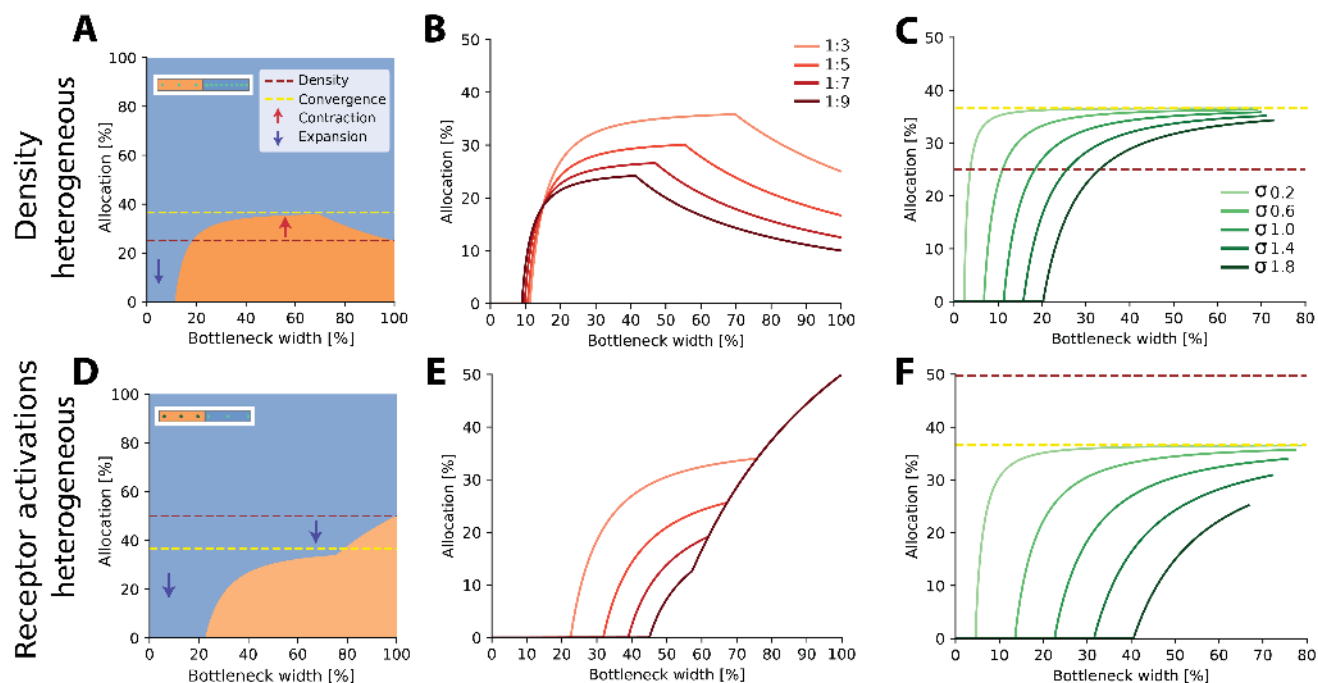 Density
heterogeneous
A
100
80
60
40
20
0
Allocation [%]
Density
Convergence
Contraction
Expansion
0 20 40 60 80 100
Bottleneck width [%]
B
50
40
30
20
10
0
Allocation [%]
1:3
1:5
1:7
1:9
0 10 20 30 40 50 60 70 80 90 100
Bottleneck width [%]
C
50
40
30
20
10
0
Allocation [%]
σ 0.2
σ 0.6
σ 1.0
σ 1.4
σ 1.8
0 10 20 30 40 50 60 70 80
Bottleneck width [%]
Receptor activations
heterogeneous
D
100
80
60
40
20
0
Allocation [%]
0 20 40 60 80 100
Bottleneck width [%]
E
50
40
30
20
10
0
Allocation [%]
0 10 20 30 40 50 60 70 80 90 100
Bottleneck width [%]
F
50
40
30
20
10
0
Allocation [%]
0 10 20 30 40 50 60 70 80
Bottleneck width [%]